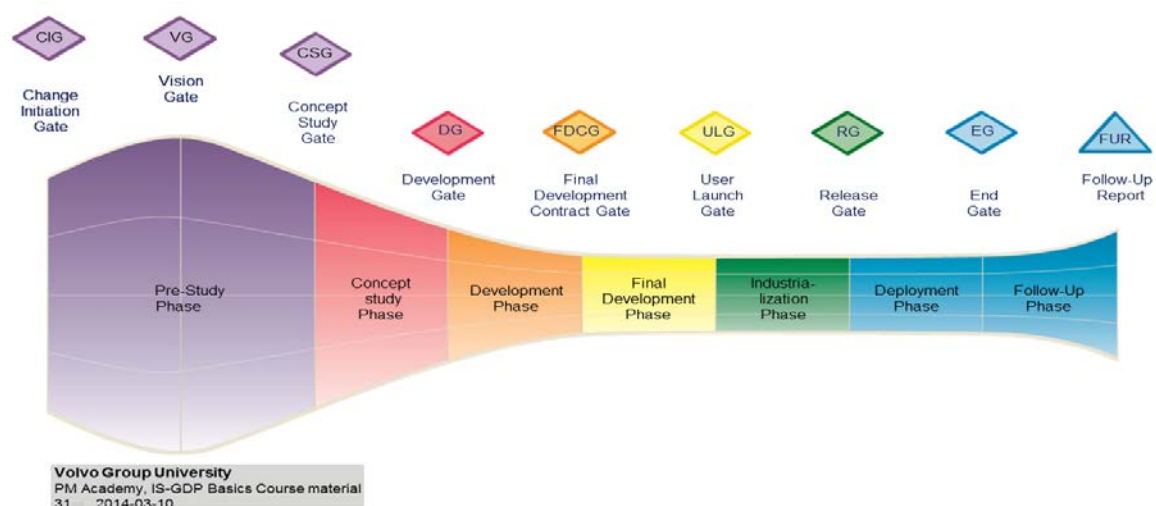 CIG
Change
Initiation
Gate
VG
Vision
Gate
CSG
Concept
Study
Gate
DG
Development
Gate
FDCG
Final
Development
Contract Gate
ULG
User
Launch
Gate
RG
Release
Gate
EG
End
Gate
FUR
Follow-Up
Report
Pre-Study
Phase
Concept
study
Phase
Development
Phase
Final
Development
Phase
Industria-
lization
Phase
Deployment
Phase
Follow-Up
Phase
Volvo Group University
PM Academy, IS-GDP Basics Course material
31 2014-03-10